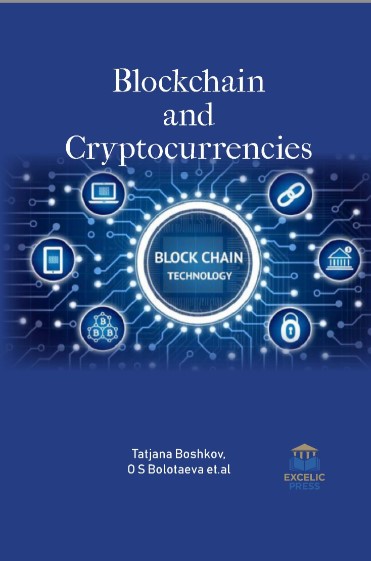 Blockchain
and
Cryptocurrencies
BLOCK CHAIN
TECHNOLOGY
B
B B
Tatjana Boshkov,
O S Bolotaeva et.al
EXCELIC
PRESS